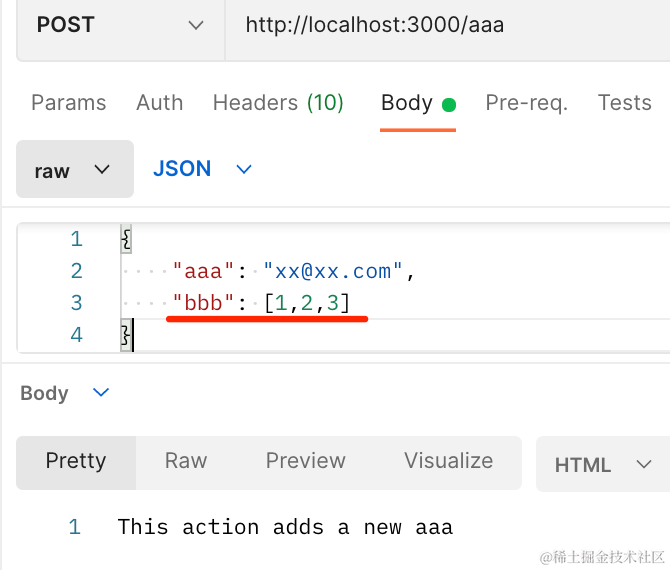 POST http://localhost:3000/aaa
Params Auth Headers (10) Body Pre-req. Tests
raw JSON
1 {
2 "aaa": "xx@xx.com",
3 "bbb": [1,2,3]
4 }
Body
Pretty Raw Preview Visualize HTML
1 This action adds a new aaa
@稀土掘金技术社区